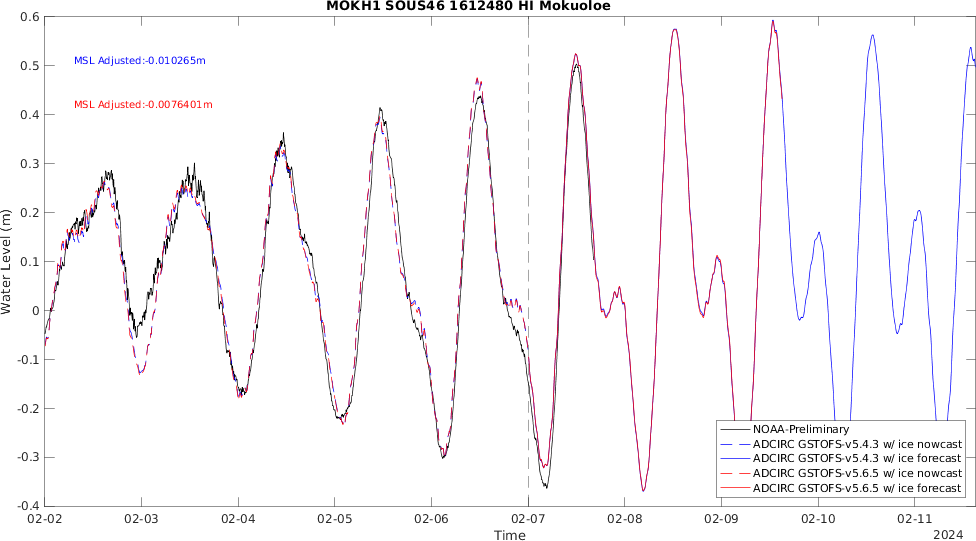 MOKH1 SOUS46 1612480 HI Mokuoloe
0.6
0.5
0.4
0.3
0.2
0.1
0
-0.1
-0.2
-0.3
-0.4
Water Level (m)
MSL Adjusted:-0.010265m
MSL Adjusted:-0.0076401m
NOAA-Preliminary
ADCIRC GSTOFS-v5.4.3 w/ ice nowcast
ADCIRC GSTOFS-v5.4.3 w/ ice forecast
ADCIRC GSTOFS-v5.6.5 w/ ice nowcast
ADCIRC GSTOFS-v5.6.5 w/ ice forecast
02-02 02-03 02-04 02-05 02-06 02-07 02-08 02-09 02-10 02-11
Time
2024